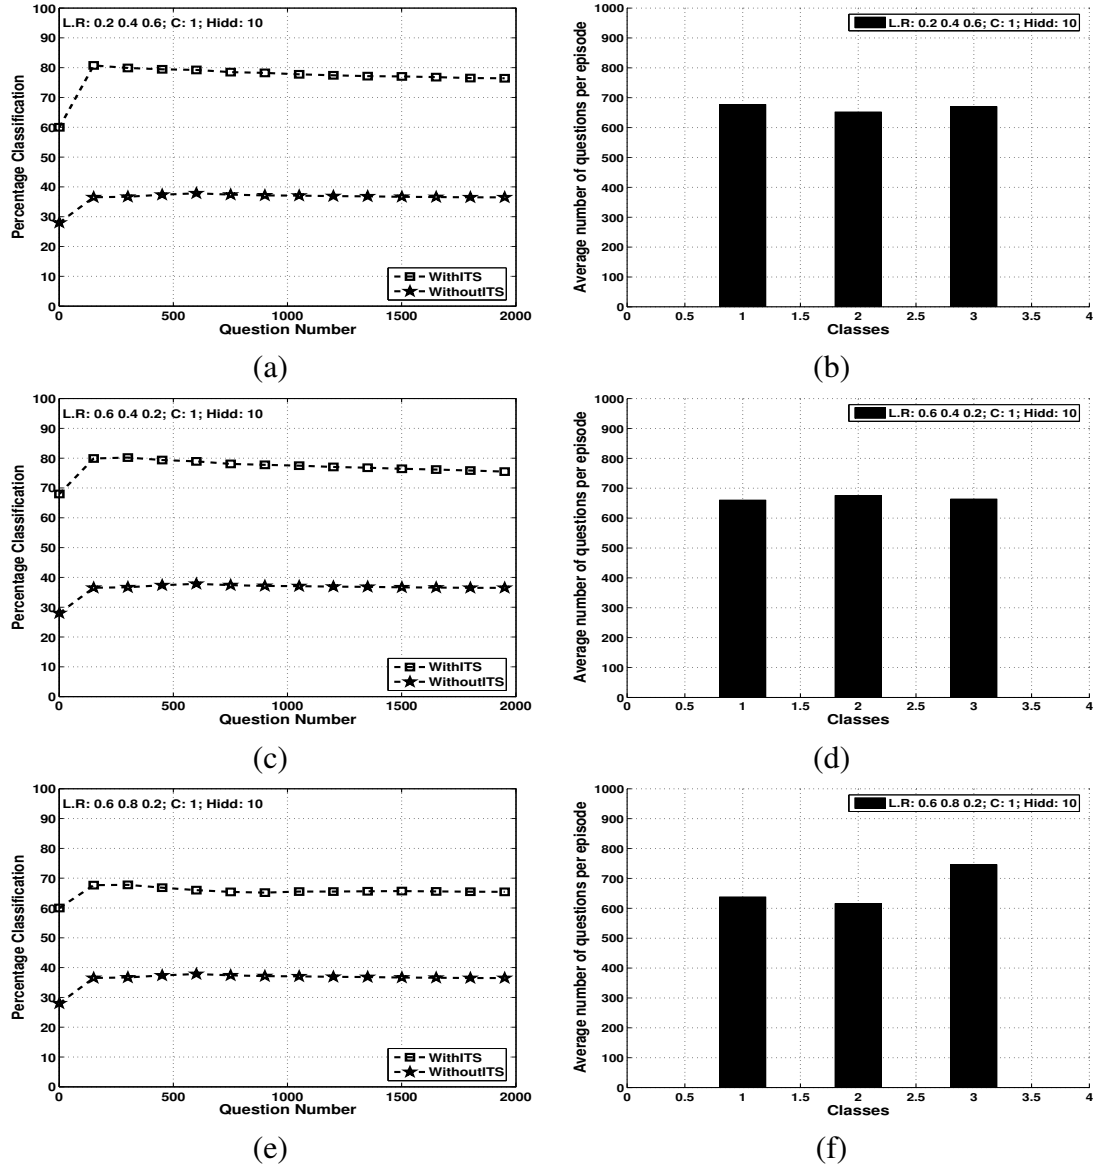 L.R: 0.2 0.4 0.6; C: 1; Hidd: 10
Percentage Classification
100
90
80
70
60
50
40
30
20
10
0
WithITS
WithoutITS
0 500 1000 1500 2000
Question Number
(a)
L.R: 0.2 0.4 0.6; C: 1; Hidd: 10
Average number of questions per episode
1000
900
800
700
600
500
400
300
200
100
0
0 0.5 1 1.5 2 2.5 3 3.5 4
Classes
(b)
L.R: 0.6 0.4 0.2; C: 1; Hidd: 10
Percentage Classification
100
90
80
70
60
50
40
30
20
10
0
WithITS
WithoutITS
0 500 1000 1500 2000
Question Number
(c)
L.R: 0.6 0.4 0.2; C: 1; Hidd: 10
Average number of questions per episode
1000
900
800
700
600
500
400
300
200
100
0
0 0.5 1 1.5 2 2.5 3 3.5 4
Classes
(d)
L.R: 0.6 0.8 0.2; C: 1; Hidd: 10
Percentage Classification
100
90
80
70
60
50
40
30
20
10
0
WithITS
WithoutITS
0 500 1000 1500 2000
Question Number
(e)
L.R: 0.6 0.8 0.2; C: 1; Hidd: 10
Average number of questions per episode
1000
900
800
700
600
500
400
300
200
100
0
0 0.5 1 1.5 2 2.5 3 3.5 4
Classes
(f)